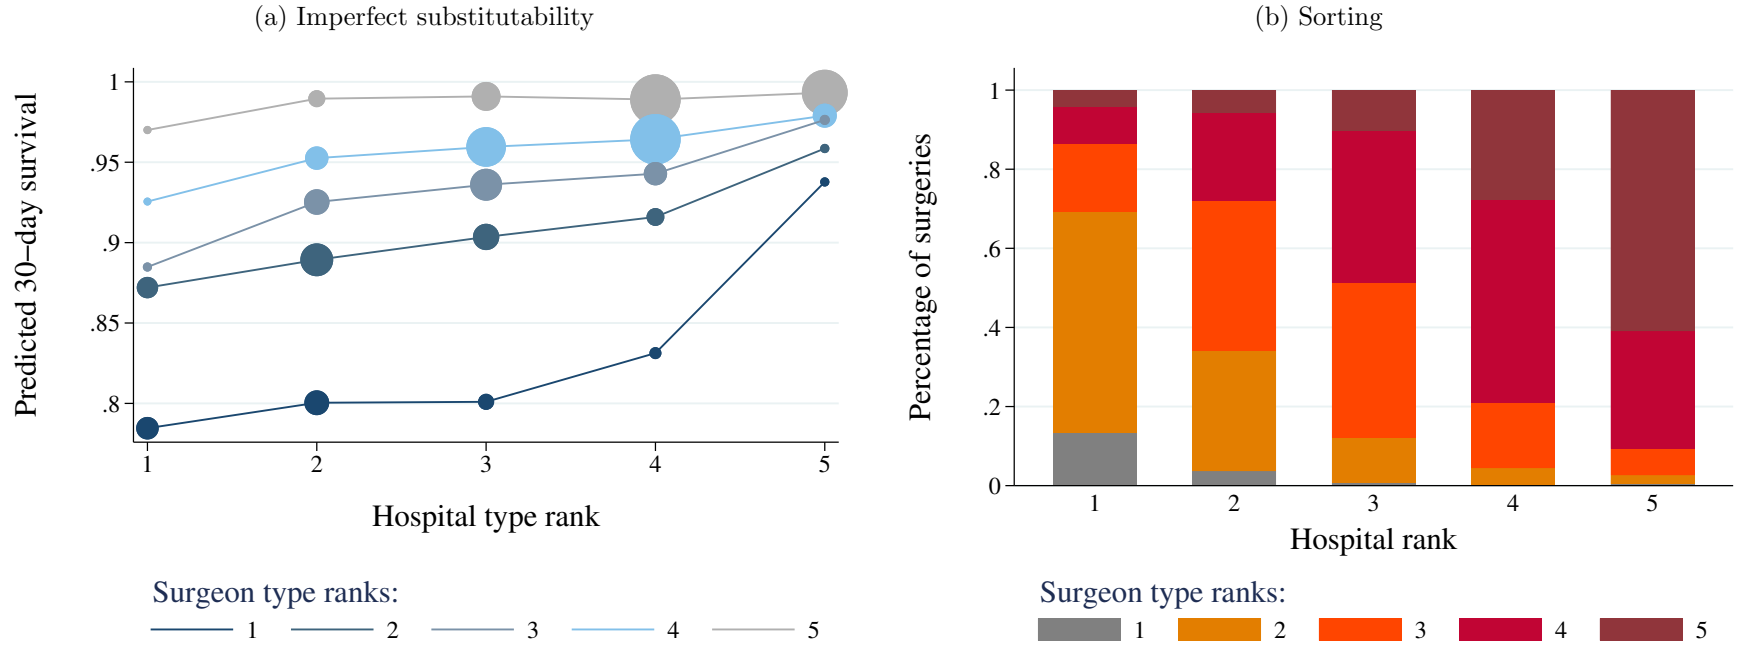 (a) Imperfect substitutability
Predicted 30–day survival
1
.95
.9
.85
.8
1 2 3 4 5
Hospital type rank
Surgeon type ranks:
1 2 3 4 5
(b) Sorting
Percentage of surgeries
1
.8
.6
.4
.2
0
1 2 3 4 5
Hospital rank
Surgeon type ranks:
1 2 3 4 5